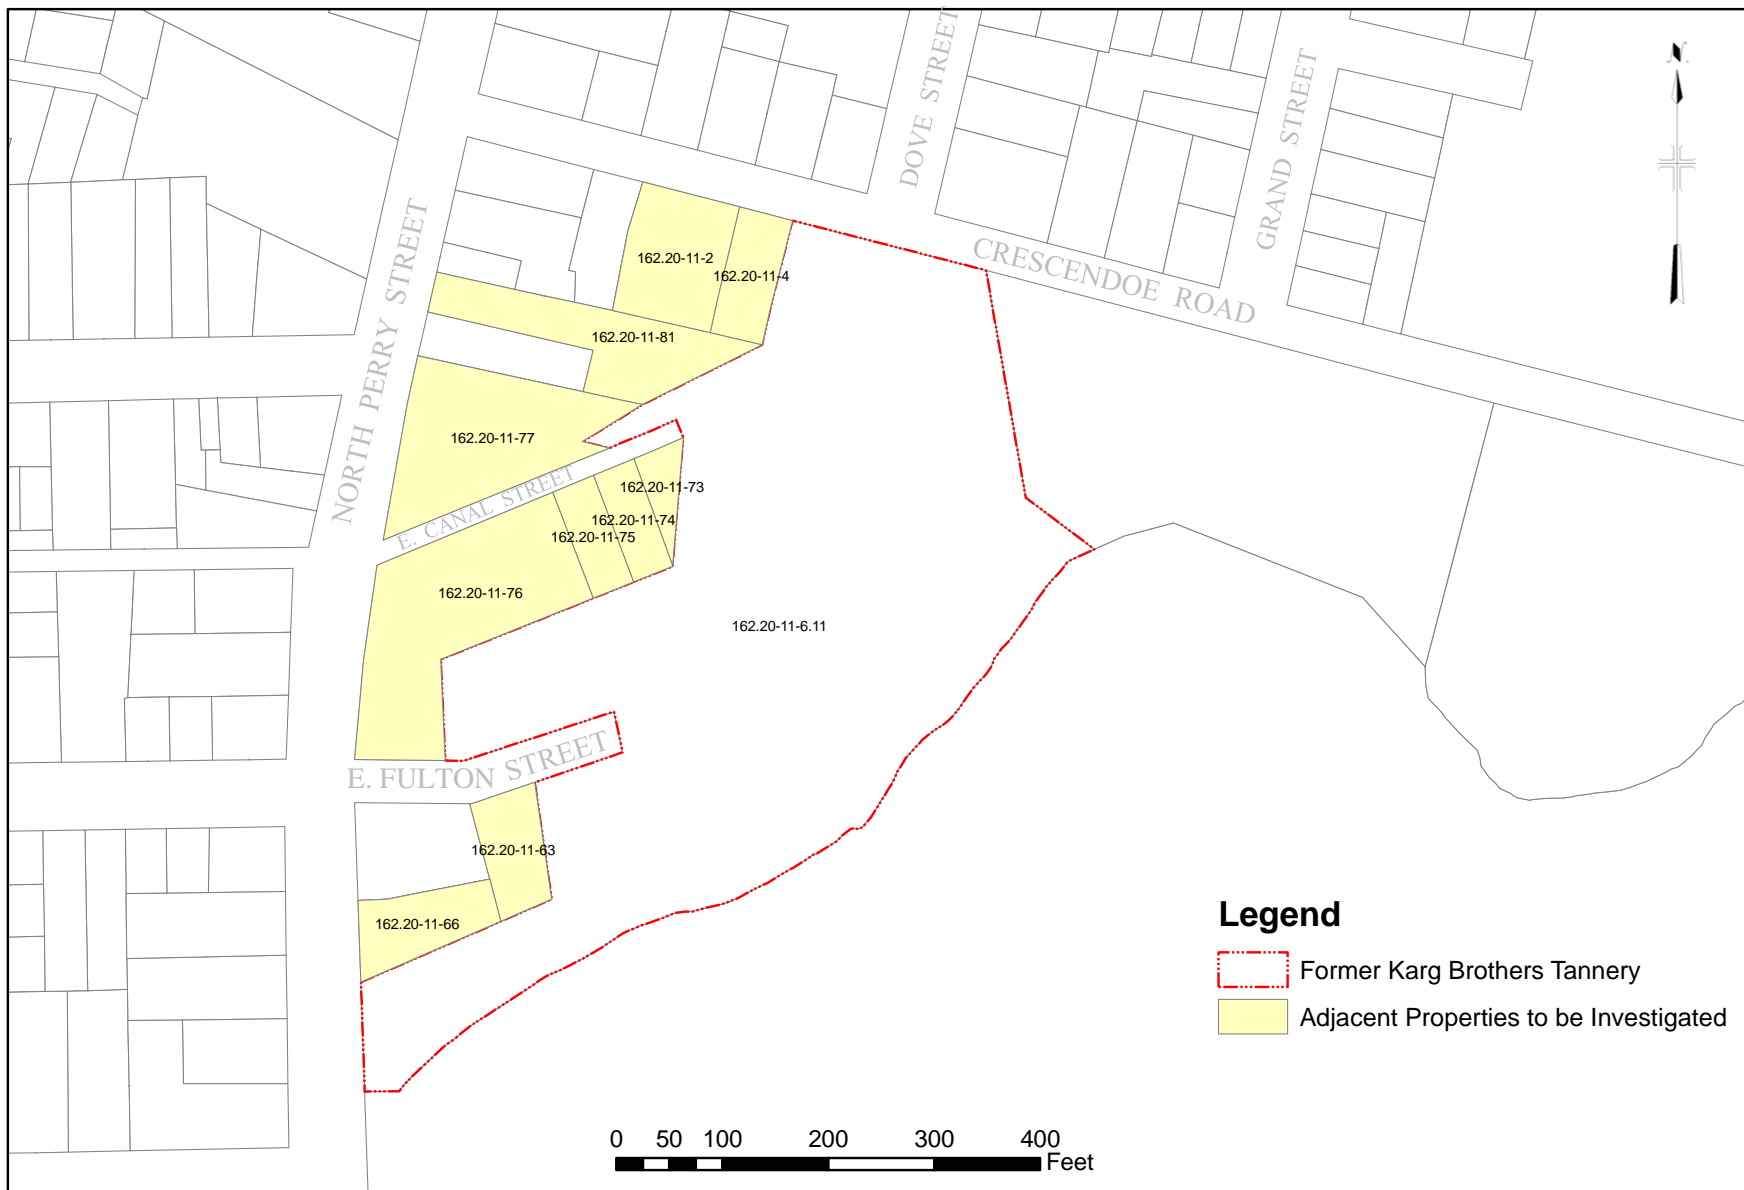 N
DOVE STREET
GRAND STREET
NORTH PERRY STREET
CRESCENDOE ROAD
162.20-11-2
162.20-11-4
162.20-11-81
162.20-11-77
E. CANAL STREET
162.20-11-73
162.20-11-74
162.20-11-75
162.20-11-76
162.20-11-6.11
E. FULTON STREET
162.20-11-63
162.20-11-66
Legend
Former Karg Brothers Tannery
Adjacent Properties to be Investigated
0 50 100 200 300 400
Feet